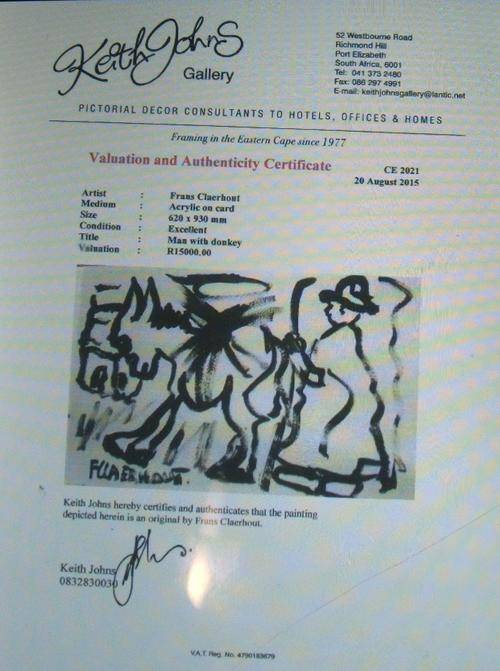 Keith Johns
Gallery
52 Westbourne Road
Richmond Hill
Port Elizabeth
South Africa, 6001
Tel: 041 373 2480
Fax: 086 297 4991
E-mail: keithjohnsgallery@lantic.net
PICTORIAL DECOR CONSULTANTS TO HOTELS, OFFICES & HOMES
Framing in the Eastern Cape since 1977
Valuation and Authenticity Certificate
CE 2021
20 August 2015
Artist : Frans Claerhout
Medium : Acrylic on card
Size : 620 x 930 mm
Condition : Excellent
Title : Man with donkey
Valuation : R15000.00
Keith Johns hereby certifies and authenticates that the painting
depicted herein is an original by Frans Claerhout.
Keith Johns
0832830030
V.A.T. Reg. No. 4790183679